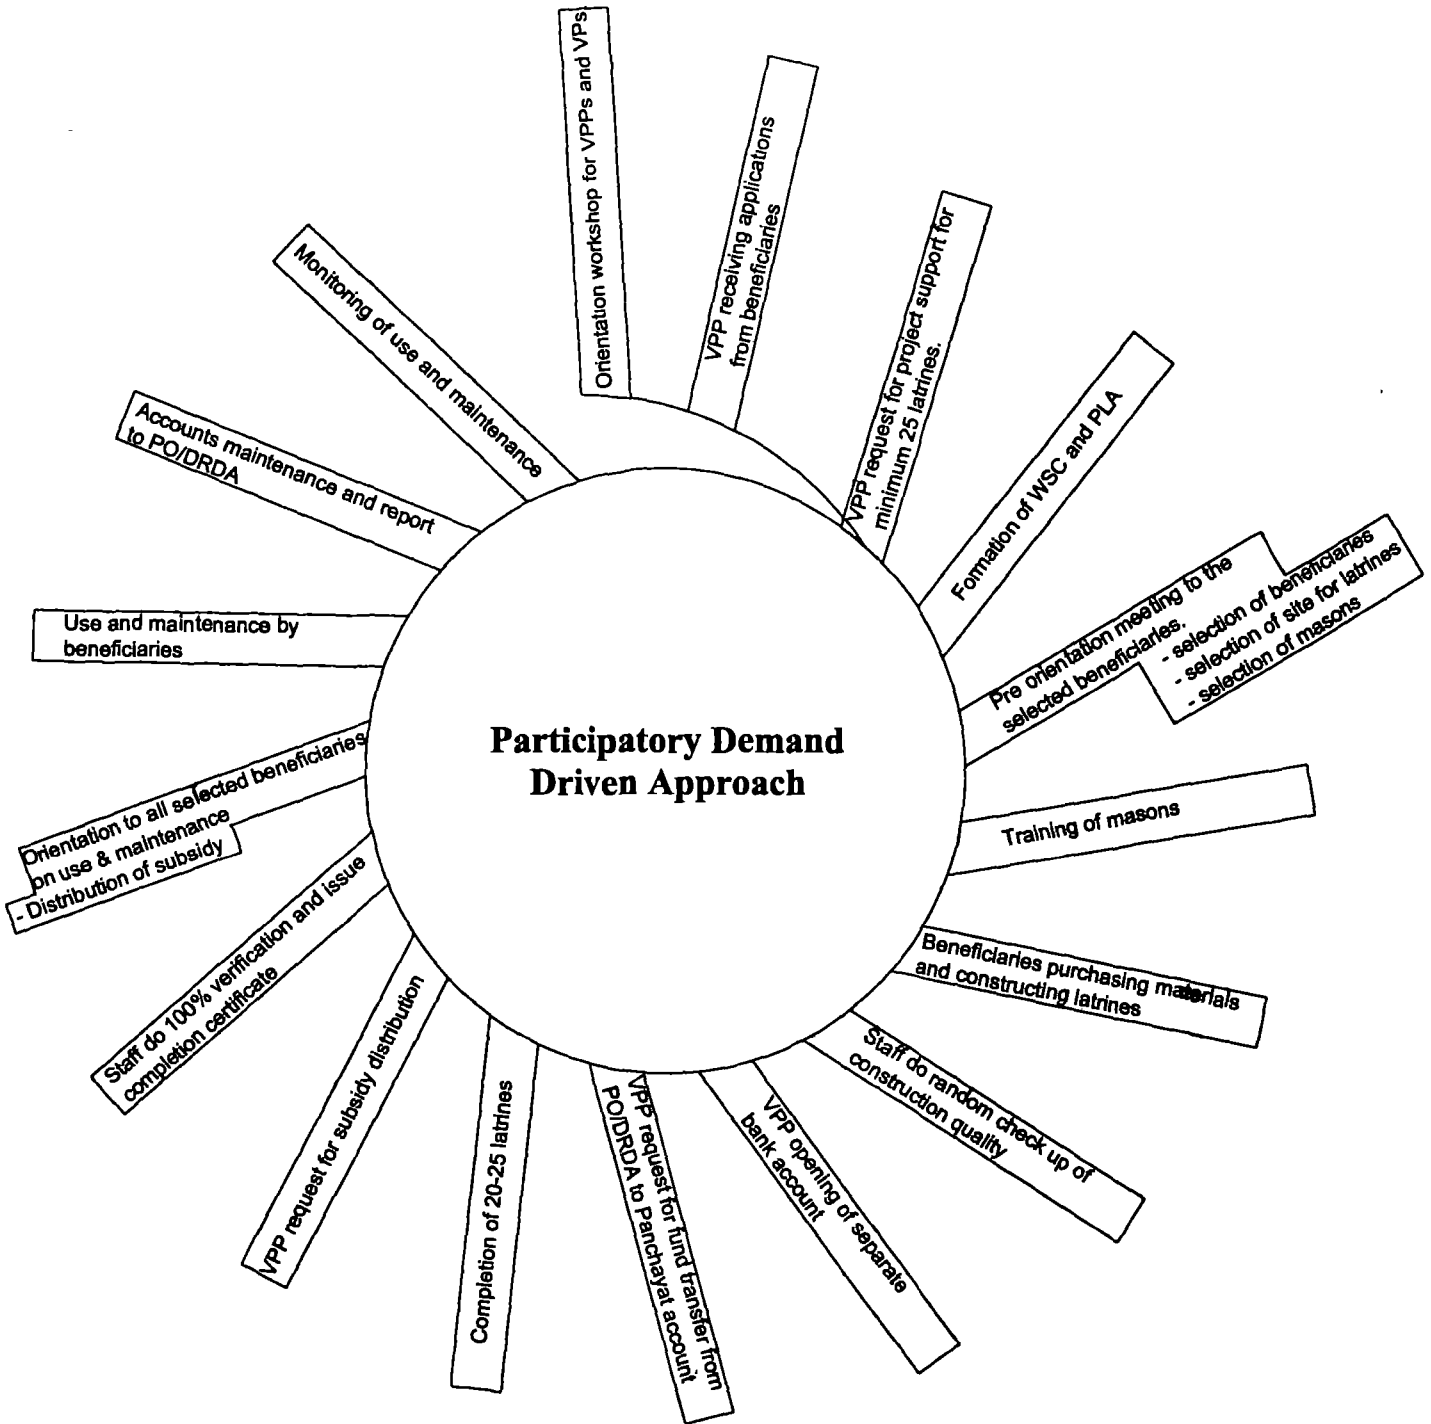 Orientation workshop for VPPs and VPs
VPP receiving applications
from beneficiaries
VPP request for project support for
minimum 25 latrines.
Formation of WSC and PLA
Pre orientation meeting to the
selected beneficiaries.
- selection of beneficiaries
- selection of site for latrines
- selection of masons
Training of masons
Beneficiaries purchasing materials
and constructing latrines
Staff do random check up of
construction quality
VPP opening of separate
bank account
VPP request for fund transfer from
PO/DRDA to Panchayat account
Completion of 20-25 latrines
VPP request for subsidy distribution
Staff do 100% verification and issue
completion certificate
Orientation to all selected beneficiaries
on use & maintenance
- Distribution of subsidy
Use and maintenance by
beneficiaries
Accounts maintenance and report
to PO/DRDA
Monitoring of use and maintenance
Participatory Demand
Driven Approach